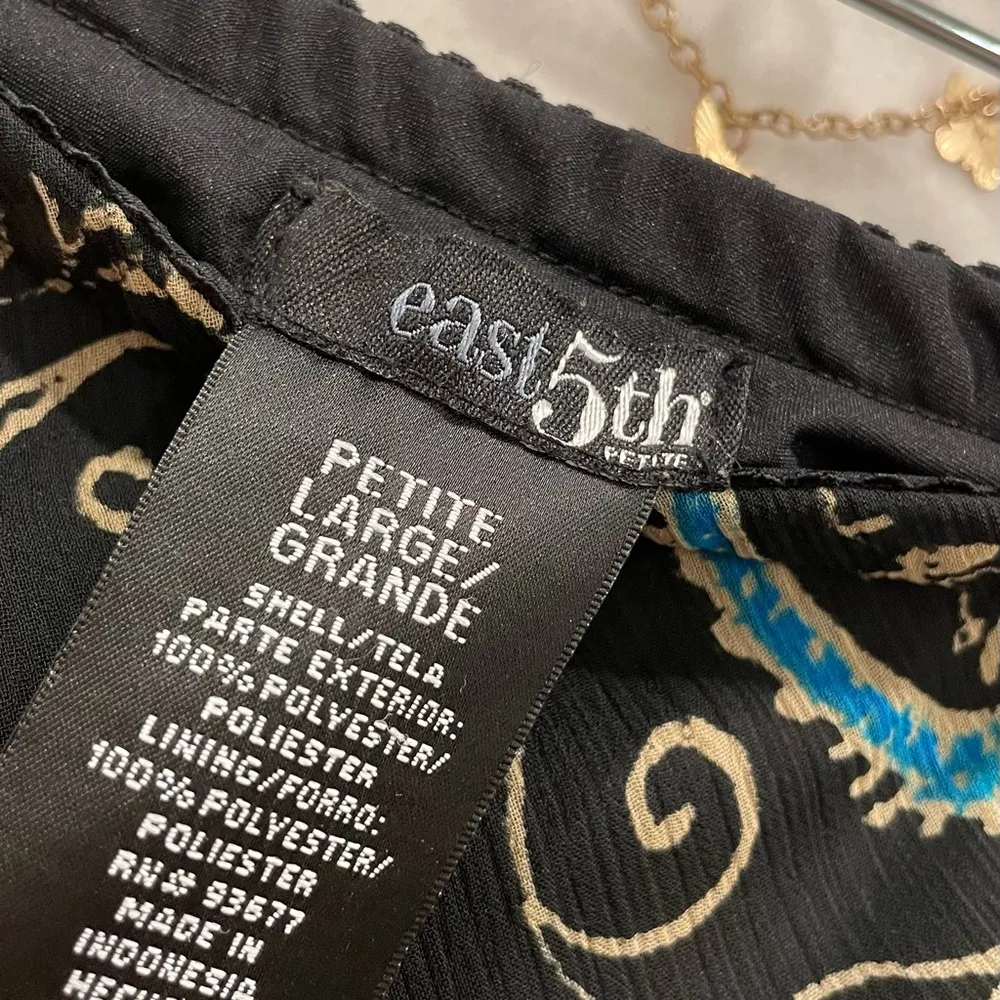 east5th
PETITE
PETITE
LARGE/
GRANDE
SHELL/TELA
PARTE EXTERIOR:
100% POLYESTER/
POLIESTER
LINING/FORRO:
100% POLYESTER/
POLIESTER
RN# 93677
MADE IN
INDONESIA